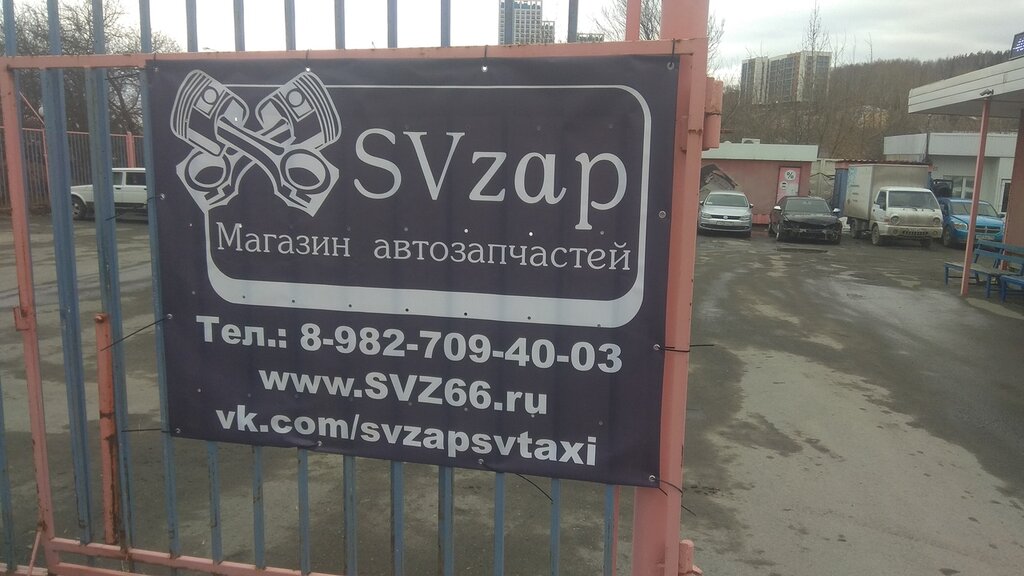 SVzap
Магазин автозапчастей
Тел.: 8-982-709-40-03
www.SVZ66.ru
vk.com/svzapsvtaxi
%